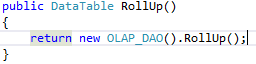 public DataTable RollUp()
{
return new OLAP_DAO().RollUp();
}